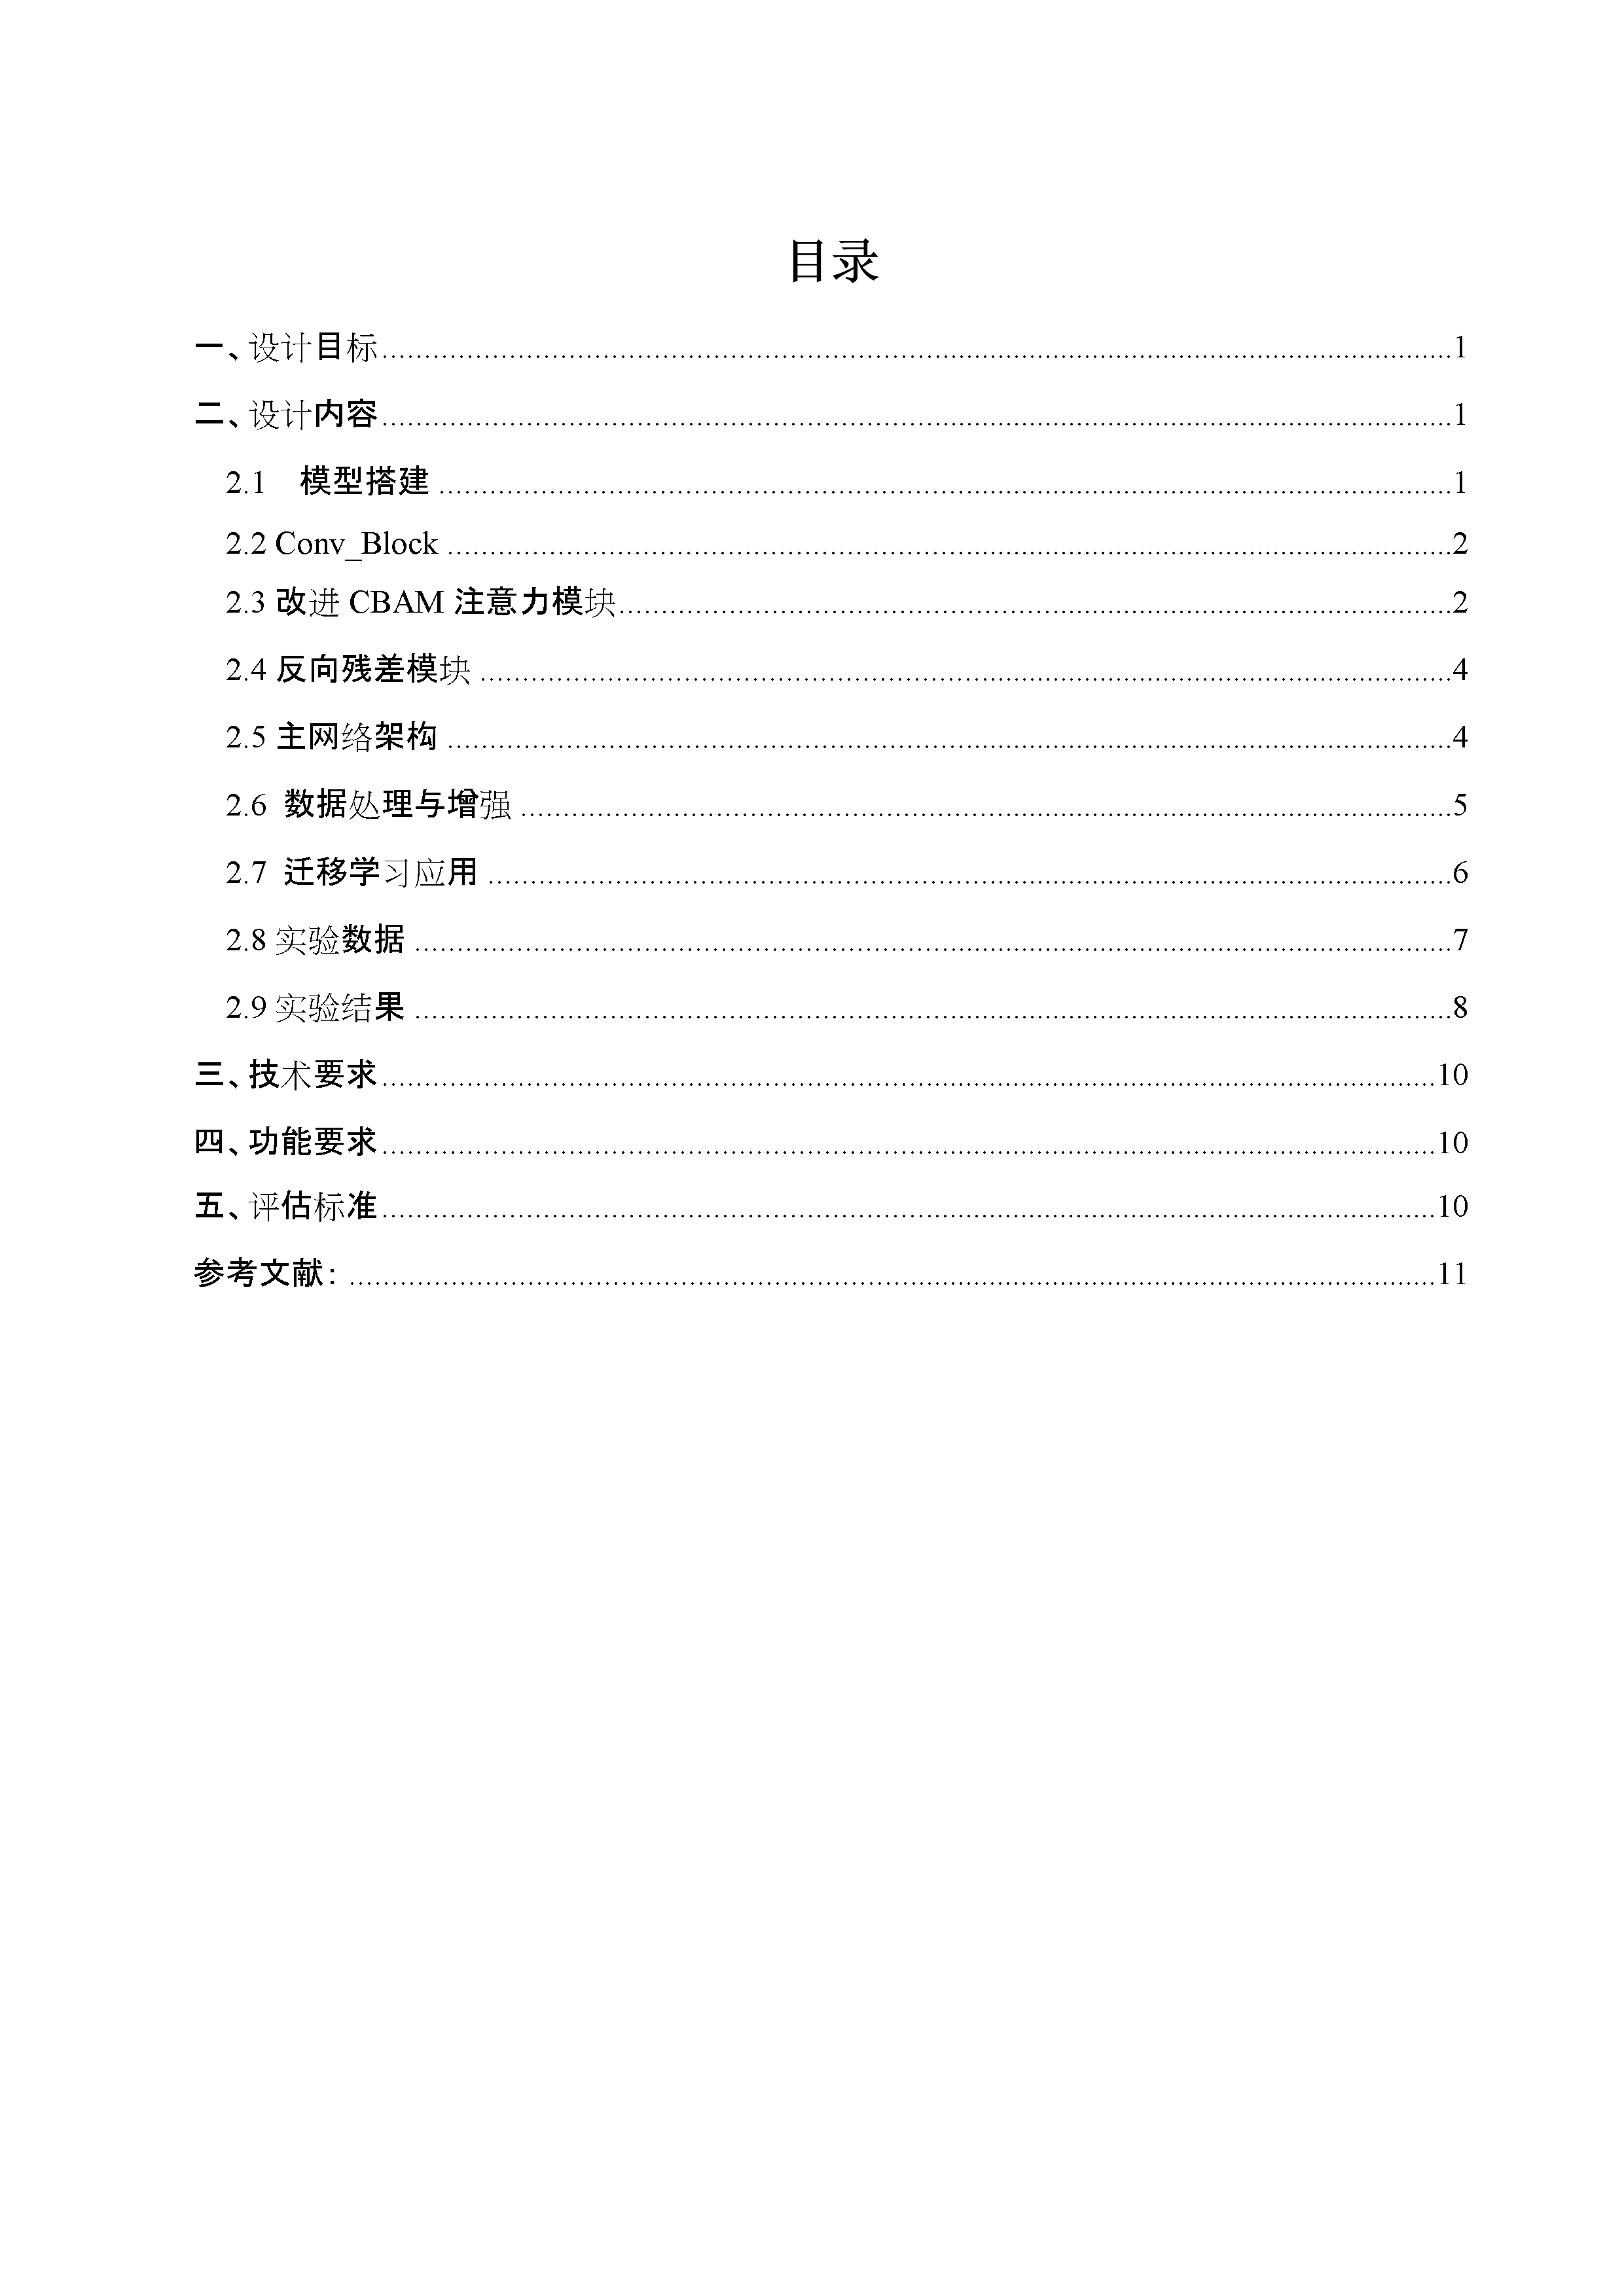 目录
一、设计目标........................................1
二、设计内容........................................1
2.1 模型搭建........................................1
2.2 Conv_Block........................................2
2.3 改进 CBAM 注意力模块........................................2
2.4 反向残差模块........................................4
2.5 主网络架构........................................4
2.6 数据处理与增强........................................5
2.7 迁移学习应用........................................6
2.8 实验数据........................................7
2.9 实验结果........................................8
三、技术要求........................................10
四、功能要求........................................10
五、评估标准........................................10
参考文献：........................................11